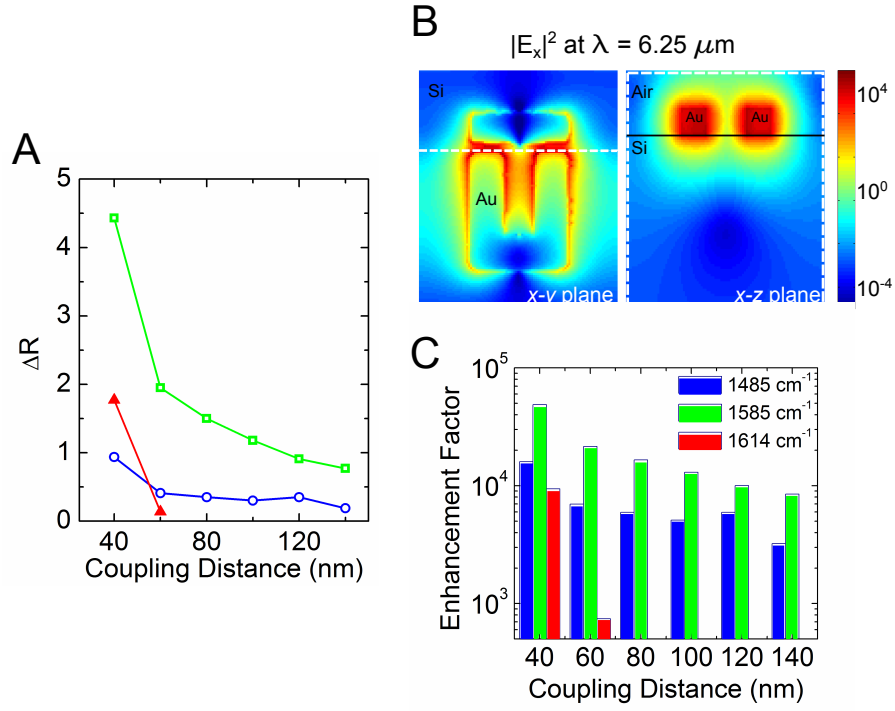 A
ΔR
5
4
3
2
1
0
40
80
120
Coupling Distance (nm)
B
|Eₓ|² at λ = 6.25 μm
Si
Au
x-y plane
Air
Au
Au
Si
x-z plane
10⁴
10⁰
10⁻⁴
C
Enhancement Factor
10⁵
10⁴
10³
1485 cm⁻¹
1585 cm⁻¹
1614 cm⁻¹
40 60 80 100 120 140
Coupling Distance (nm)